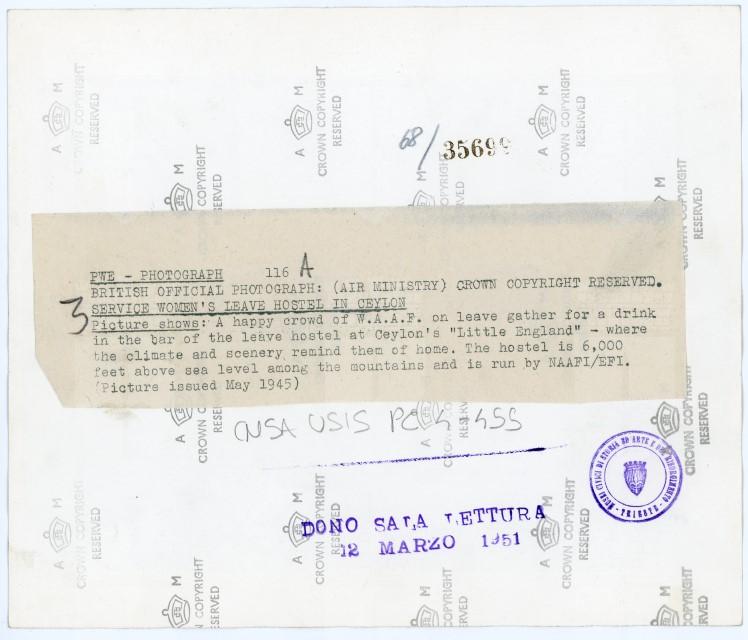 68/35699
PWE - PHOTOGRAPH 116 A
BRITISH OFFICIAL PHOTOGRAPH: (AIR MINISTRY) CROWN COPYRIGHT RESERVED.
SERVICE WOMEN'S LEAVE HOSTEL IN CEYLON
3
Picture shows: A happy crowd of W.A.A.F. on leave gather for a drink
in the bar of the leave hostel at Ceylon's "Little England" - where
the climate and scenery remind them of home. The hostel is 6,000
feet above sea level among the mountains and is run by NAAFI/EFI.
(Picture issued May 1945)
USIS
DONO SALA LETTURA
12 MARZO 1951
A M
CROWN COPYRIGHT
RESERVED